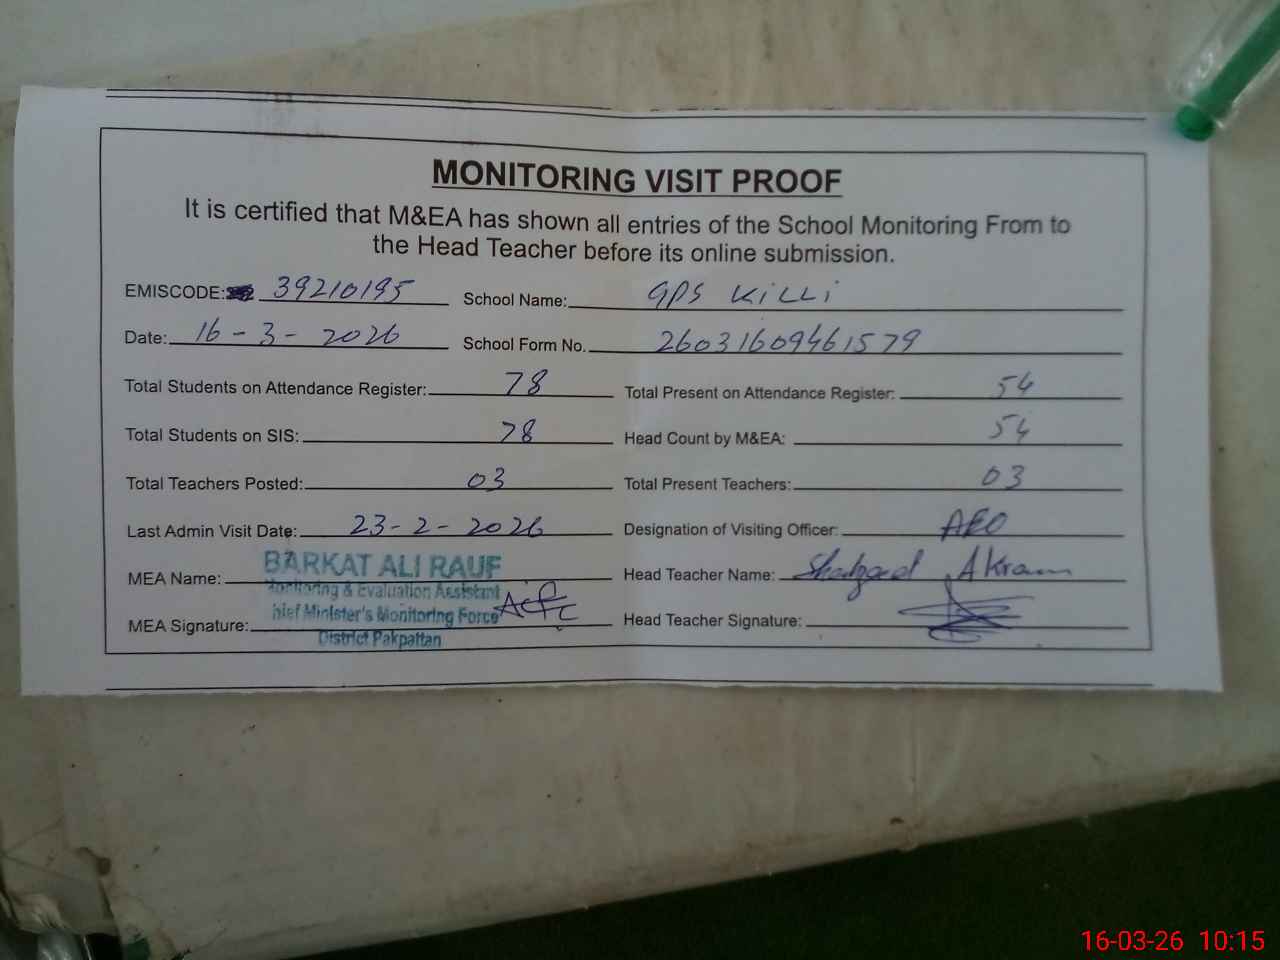 MONITORING VISIT PROOF
It is certified that M&EA has shown all entries of the School Monitoring From to
the Head Teacher before its online submission.
EMISCODE: 39210195 School Name: GPS KiLLi
Date: 16-3-2026 School Form No. 26031609461579
Total Students on Attendance Register: 78 Total Present on Attendance Register: 54
Total Students on SIS: 78 Head Count by M&EA: 54
Total Teachers Posted: 03 Total Present Teachers: 03
Last Admin Visit Date: 23-2-2026 Designation of Visiting Officer: AEO
MEA Name: BARKAT ALI RAUF Head Teacher Name: Shahzad Akram
Monitoring & Evaluation Assistant
hief Minister's Monitoring Force
MEA Signature: Head Teacher Signature:
District Pakpattan
16-03-26 10:15